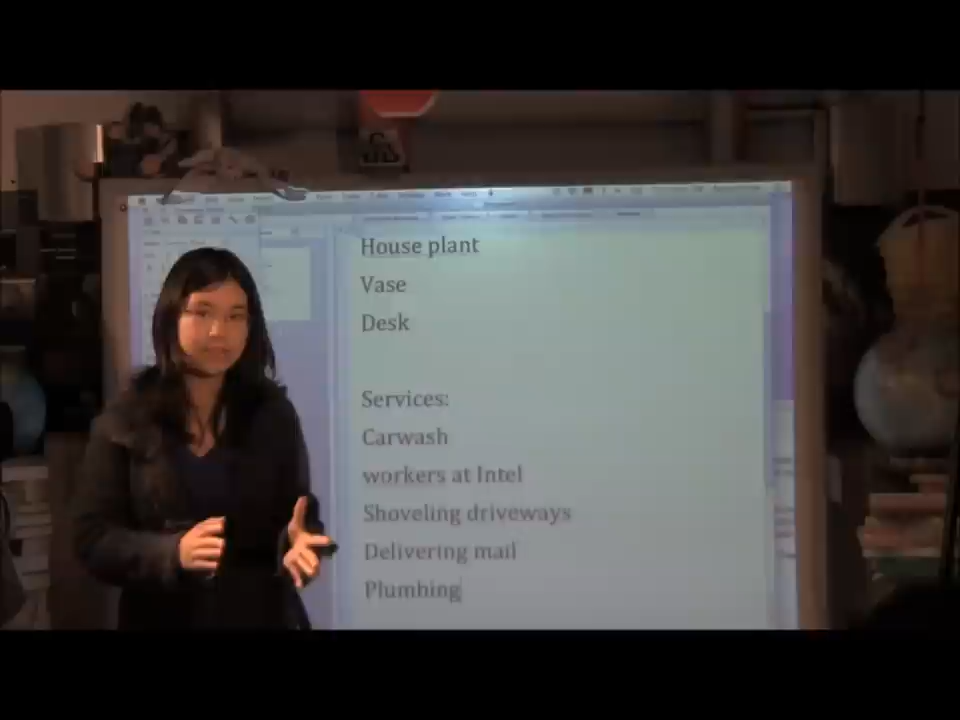 House plant
Vase
Desk
Services:
Carwash
workers at Intel
Shoveling driveways
Delivering mail
Plumbing